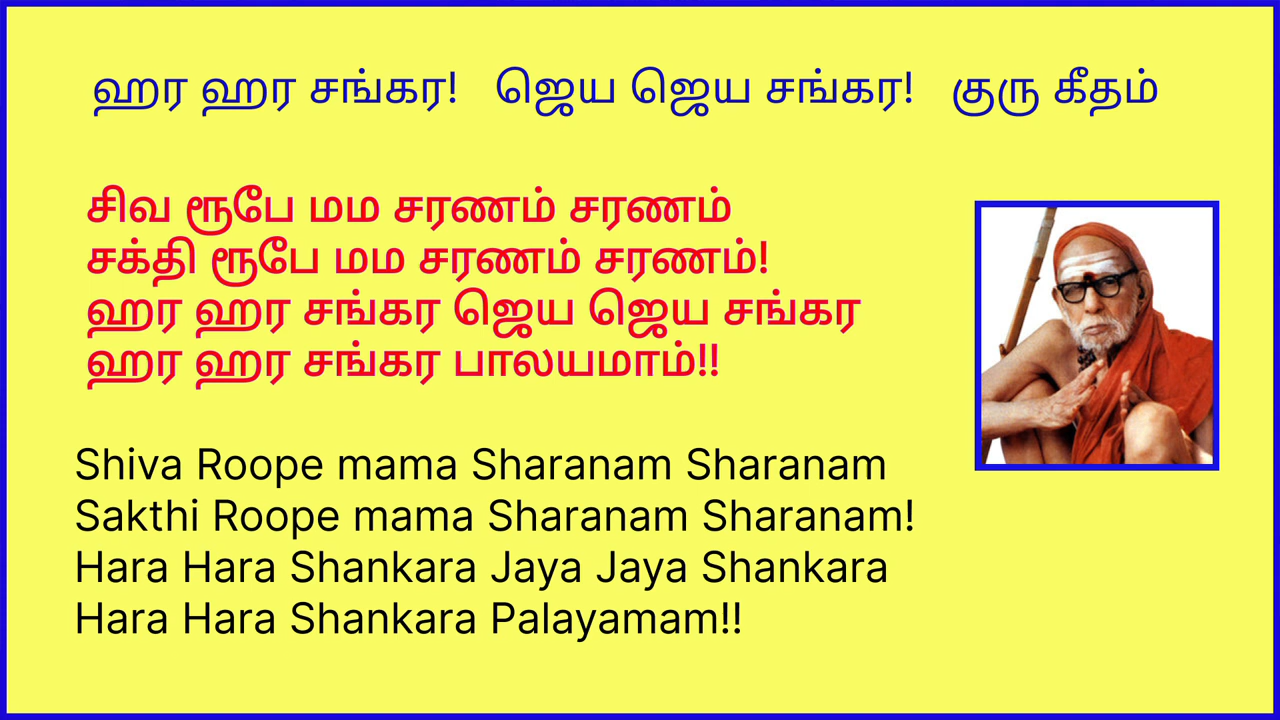 ஹர ஹர சங்கர! ஜெய ஜெய சங்கர! குரு கீதம்
சிவ ரூபே மம சரணம் சரணம்
சக்தி ரூபே மம சரணம் சரணம்!
ஹர ஹர சங்கர ஜெய ஜெய சங்கர
ஹர ஹர சங்கர பாலயமாம்!!
Shiva Roope mama Sharanam Sharanam
Sakthi Roope mama Sharanam Sharanam!
Hara Hara Shankara Jaya Jaya Shankara
Hara Hara Shankara Palayamam!!